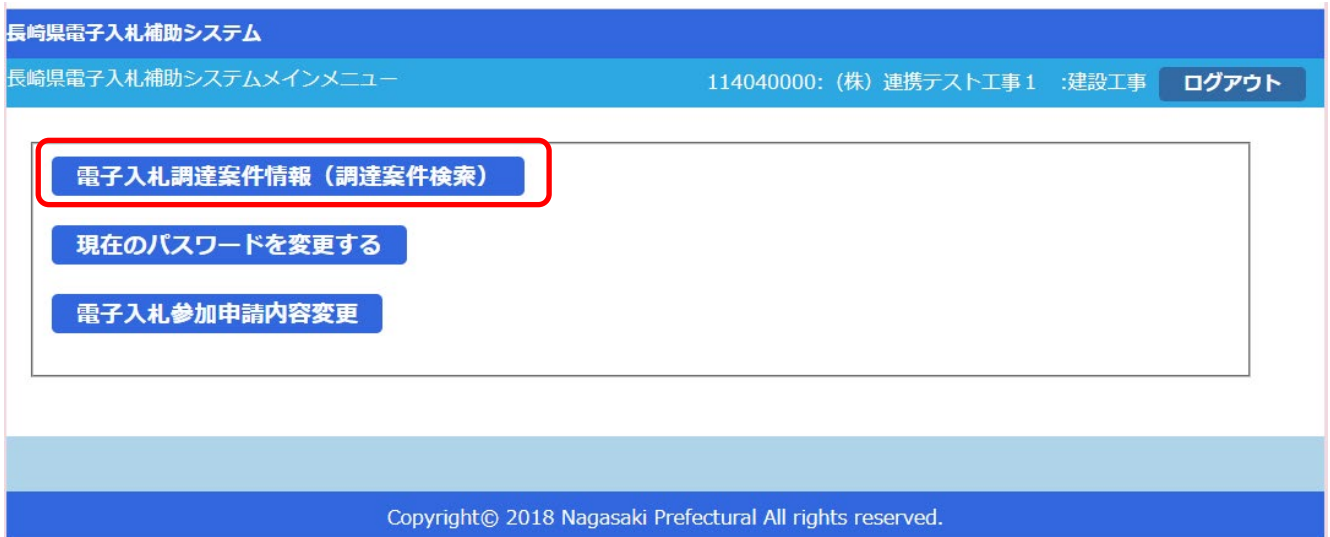 長崎県電子入札補助システム
長崎県電子入札補助システムメインメニュー 114040000:（株）連携テスト工事1 :建設工事 ログアウト
電子入札調達案件情報（調達案件検索）
現在のパスワードを変更する
電子入札参加申請内容変更
Copyright© 2018 Nagasaki Prefectural All rights reserved.